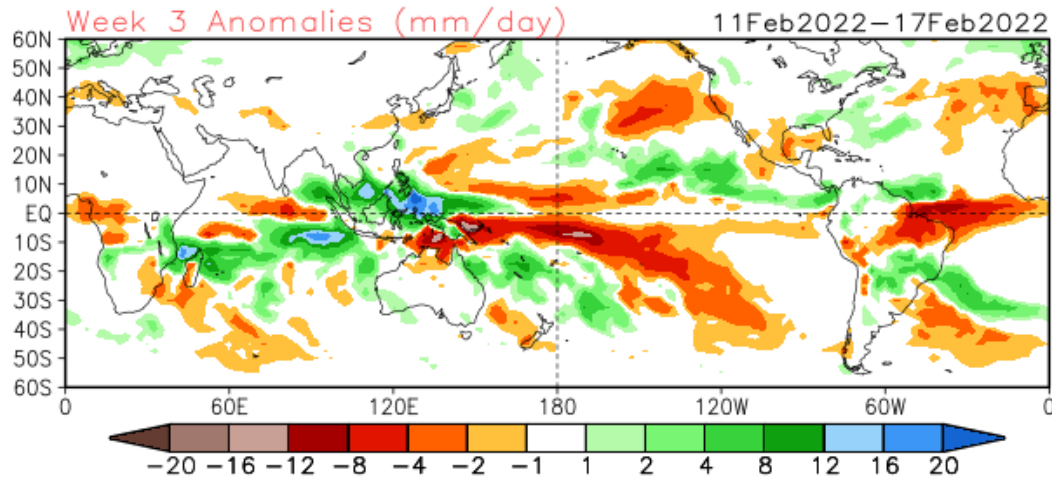 Week 3 Anomalies (mm/day) 11Feb2022−17Feb2022
60N
50N
40N
30N
20N
10N
EQ
10S
20S
30S
40S
50S
60S
0 60E 120E 180 120W 60W 0
−20 −16 −12 −8 −4 −2 −1 1 2 4 8 12 16 20